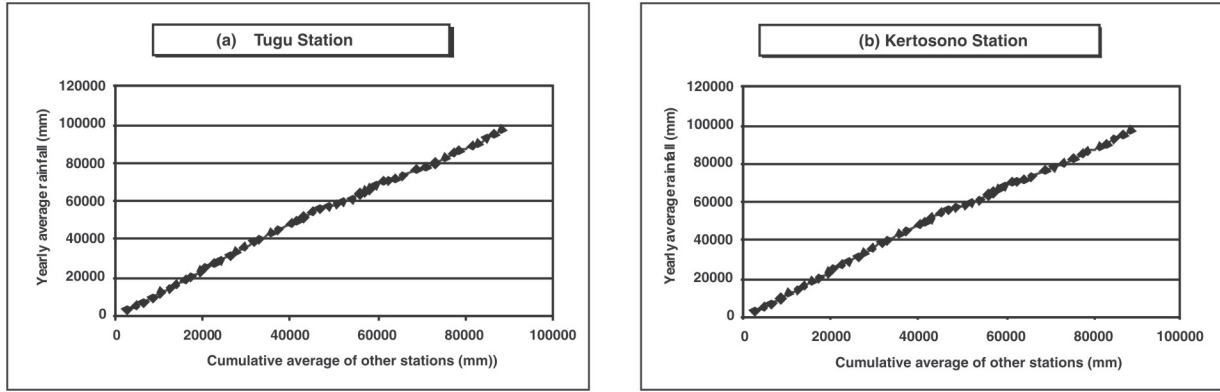 (a) Tugu Station
Yearly average rainfall (mm)
120000
100000
80000
60000
40000
20000
0
0 20000 40000 60000 80000 100000
Cumulative average of other stations (mm))
(b) Kertosono Station
Yearly average rainfall (mm)
120000
100000
80000
60000
40000
20000
0
0 20000 40000 60000 80000 100000
Cumulative average of other stations (mm)